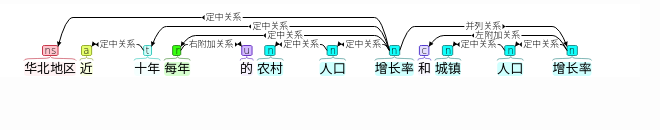 定中关系
定中关系 并列关系
定中关系 左附加关系
定中关系 右附加关系 定中关系 定中关系 定中关系 定中关系
ns a t r u n n n c n n n
华北地区 近 十年 每年 的 农村 人口 增长率 和 城镇 人口 增长率